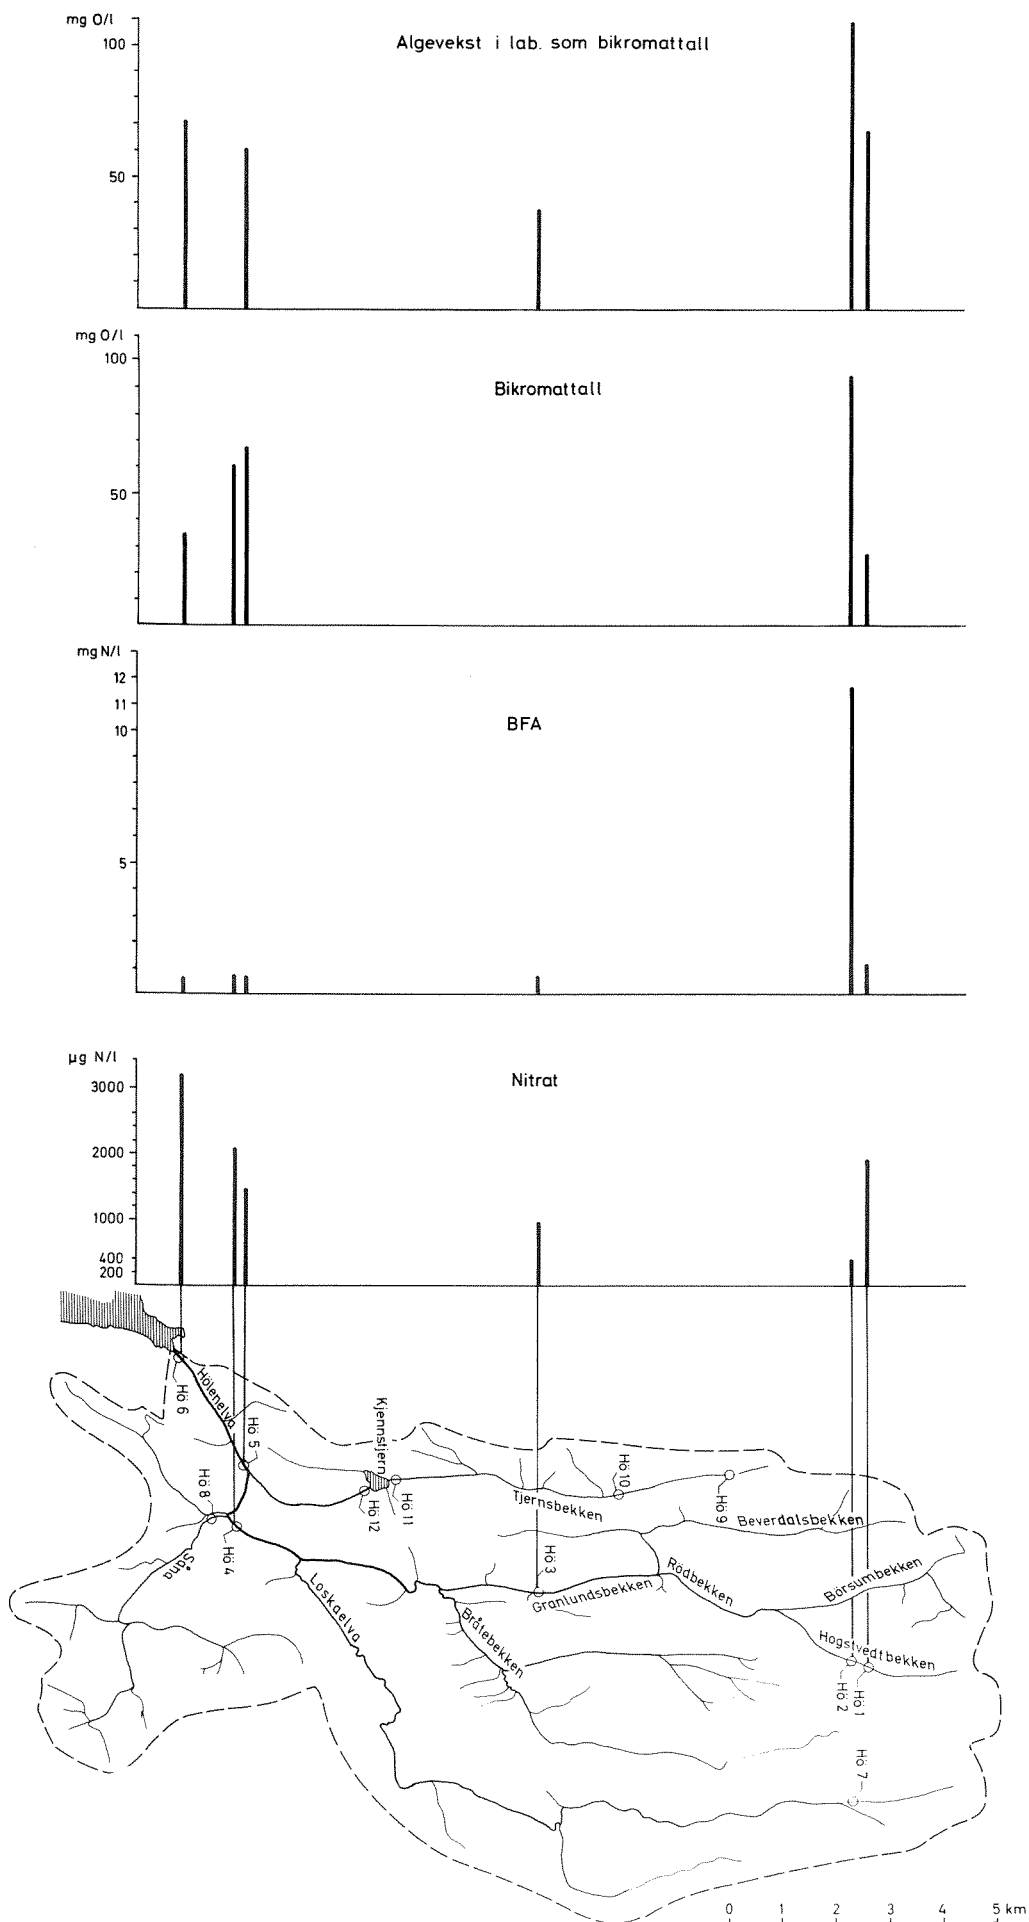 mg O/l
Algevekst i lab. som bikromattall
100
50
mg O/l
100
Bikromattall
50
mg N/l
12
11
10
BFA
5
µg N/l
Nitrat
3000
2000
1000
400
200
Hölenelva
Hö 6
Hö 5
Kjennstjern
Hö 8
Hö 4
Hö 12
Hö 11
Tjernsbekken
Hö 10
Hö 9
Beverdalsbekken
Såna
Loskaelva
Hö 3
Granlundsbekken
Rödbekken
Börsumbekken
Bråtebekken
Hogstvedtbekken
Hö 2
Hö 1
Hö 7
0 1 2 3 4 5 km